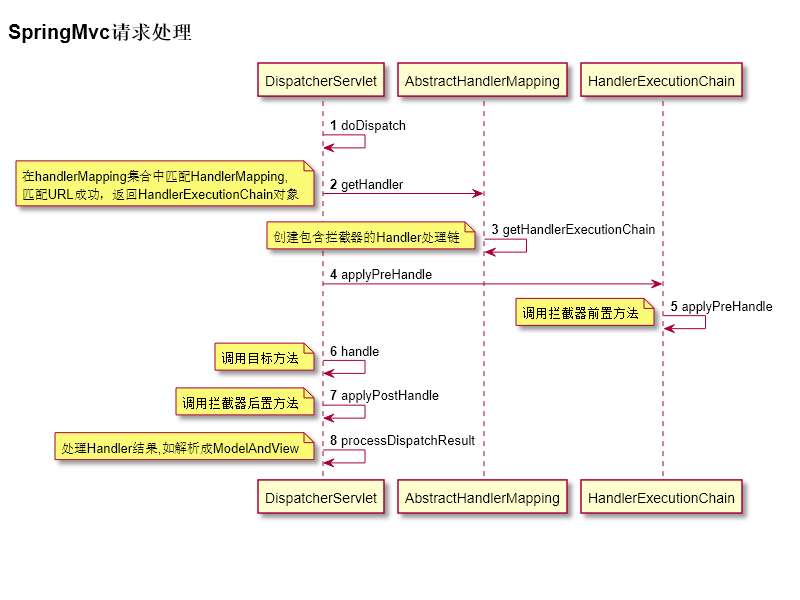 SpringMvc请求处理
DispatcherServlet
AbstractHandlerMapping
HandlerExecutionChain
1 doDispatch
在handlerMapping集合中匹配HandlerMapping,
匹配URL成功，返回HandlerExecutionChain对象
2 getHandler
创建包含拦截器的Handler处理链
3 getHandlerExecutionChain
4 applyPreHandle
调用拦截器前置方法
5 applyPreHandle
调用目标方法
6 handle
调用拦截器后置方法
7 applyPostHandle
处理Handler结果,如解析成ModelAndView
8 processDispatchResult
DispatcherServlet
AbstractHandlerMapping
HandlerExecutionChain